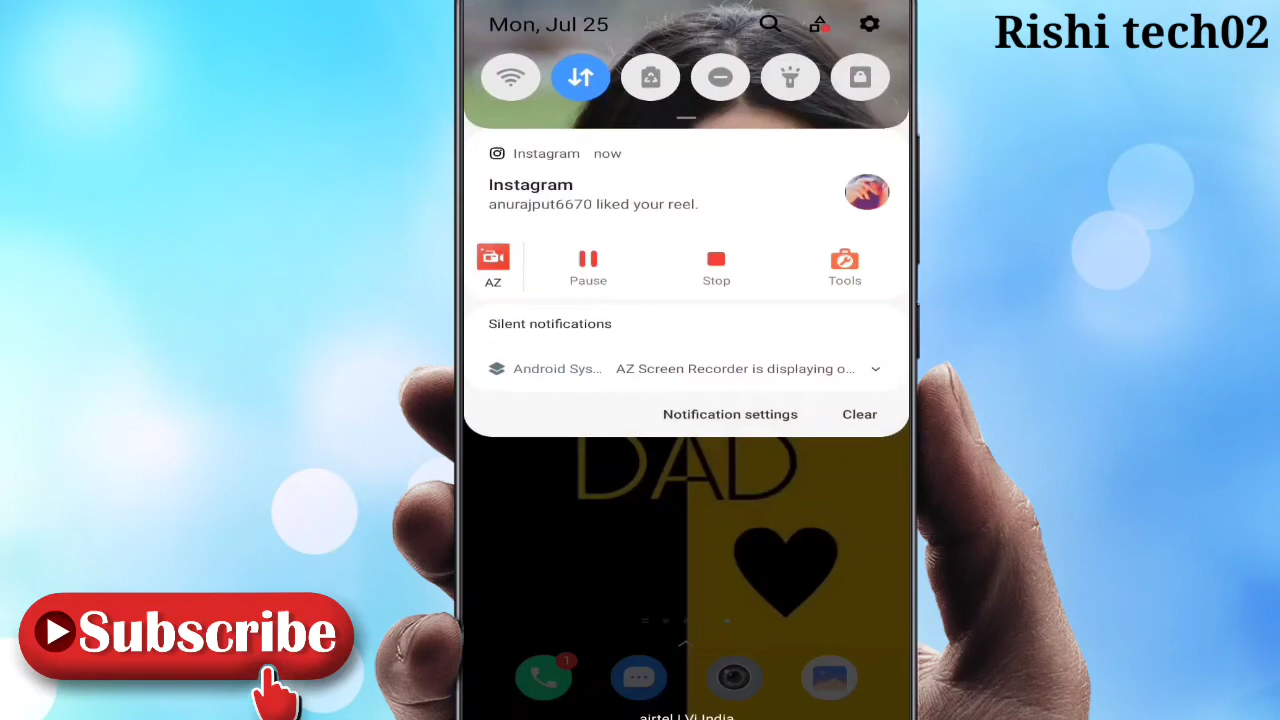 Mon, Jul 25
Rishi tech02
Instagram now
Instagram
anurajput6670 liked your reel.
AZ
Pause
Stop
Tools
Silent notifications
Android Sys... AZ Screen Recorder is displaying o...
Notification settings Clear
DAD
Subscribe
1
airtel | Vi India